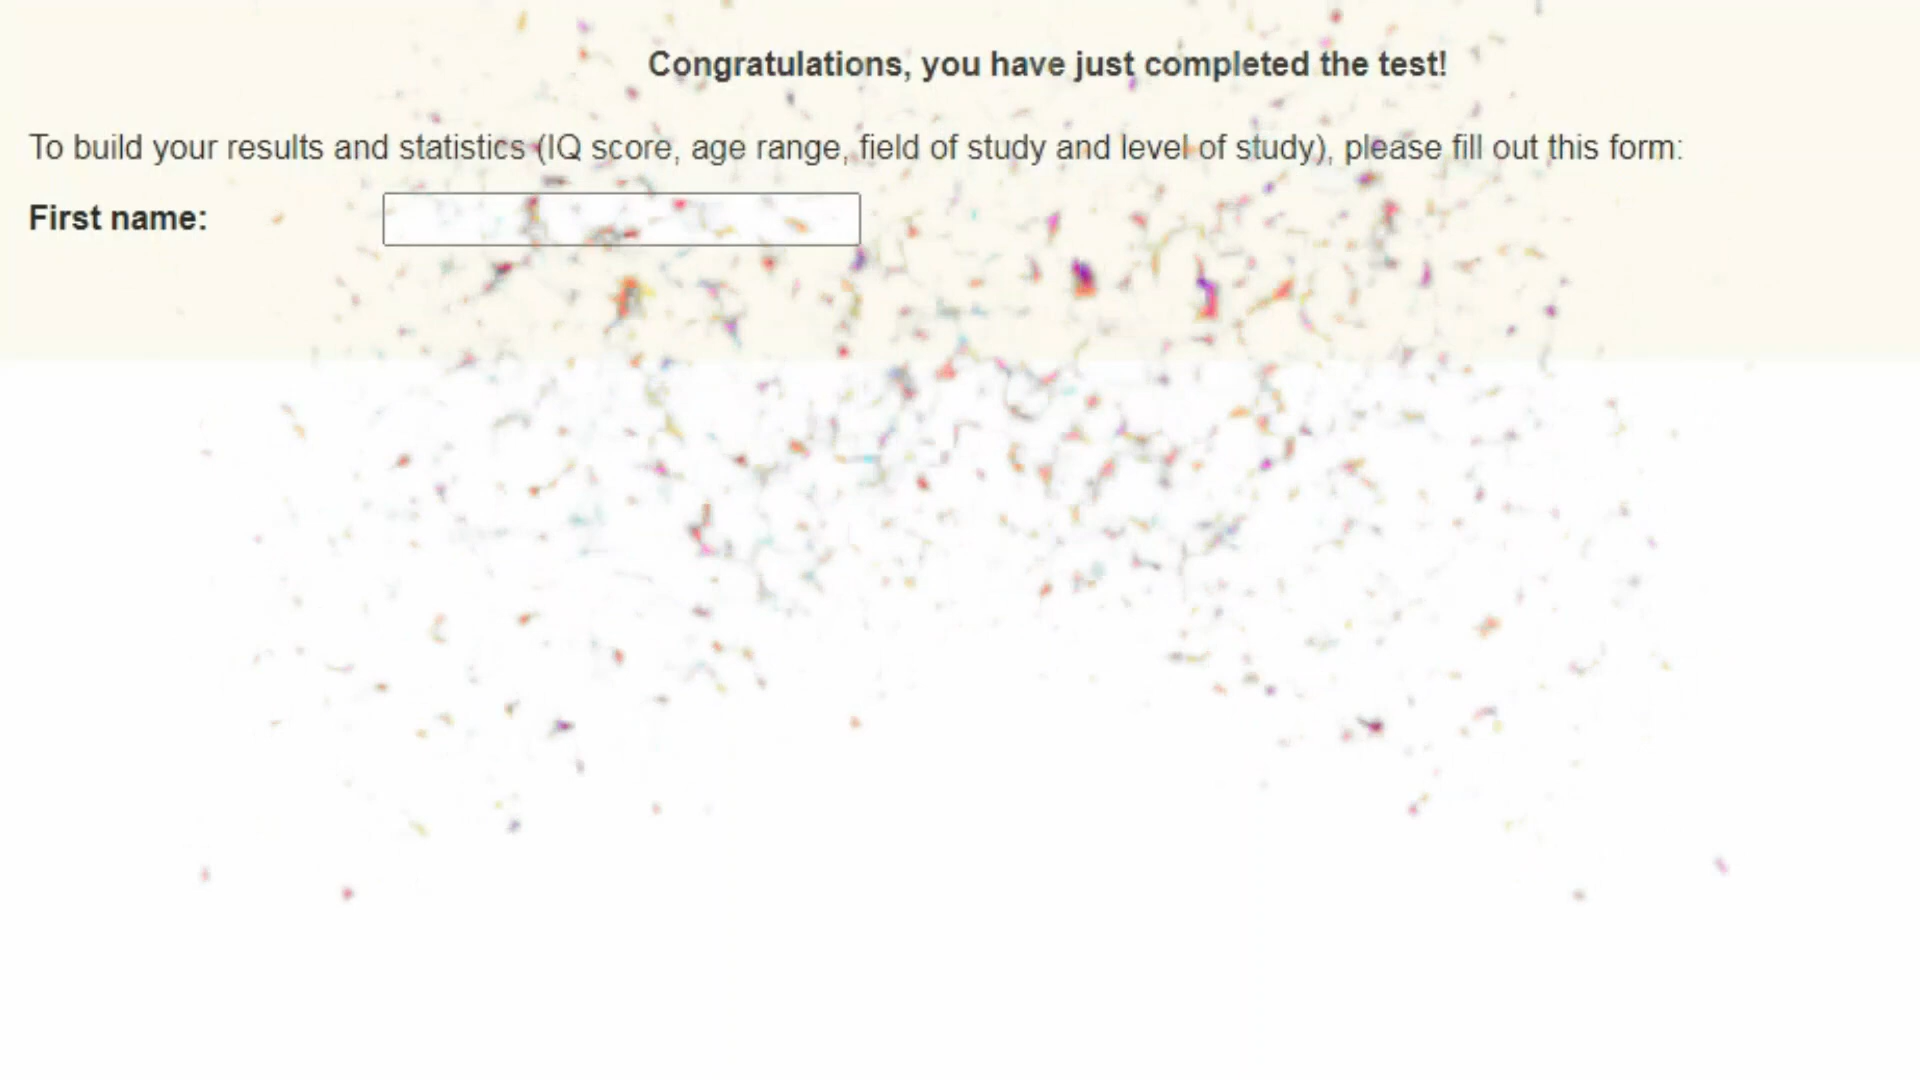 Congratulations, you have just completed the test!
To build your results and statistics (IQ score, age range, field of study and level of study), please fill out this form:
First name: